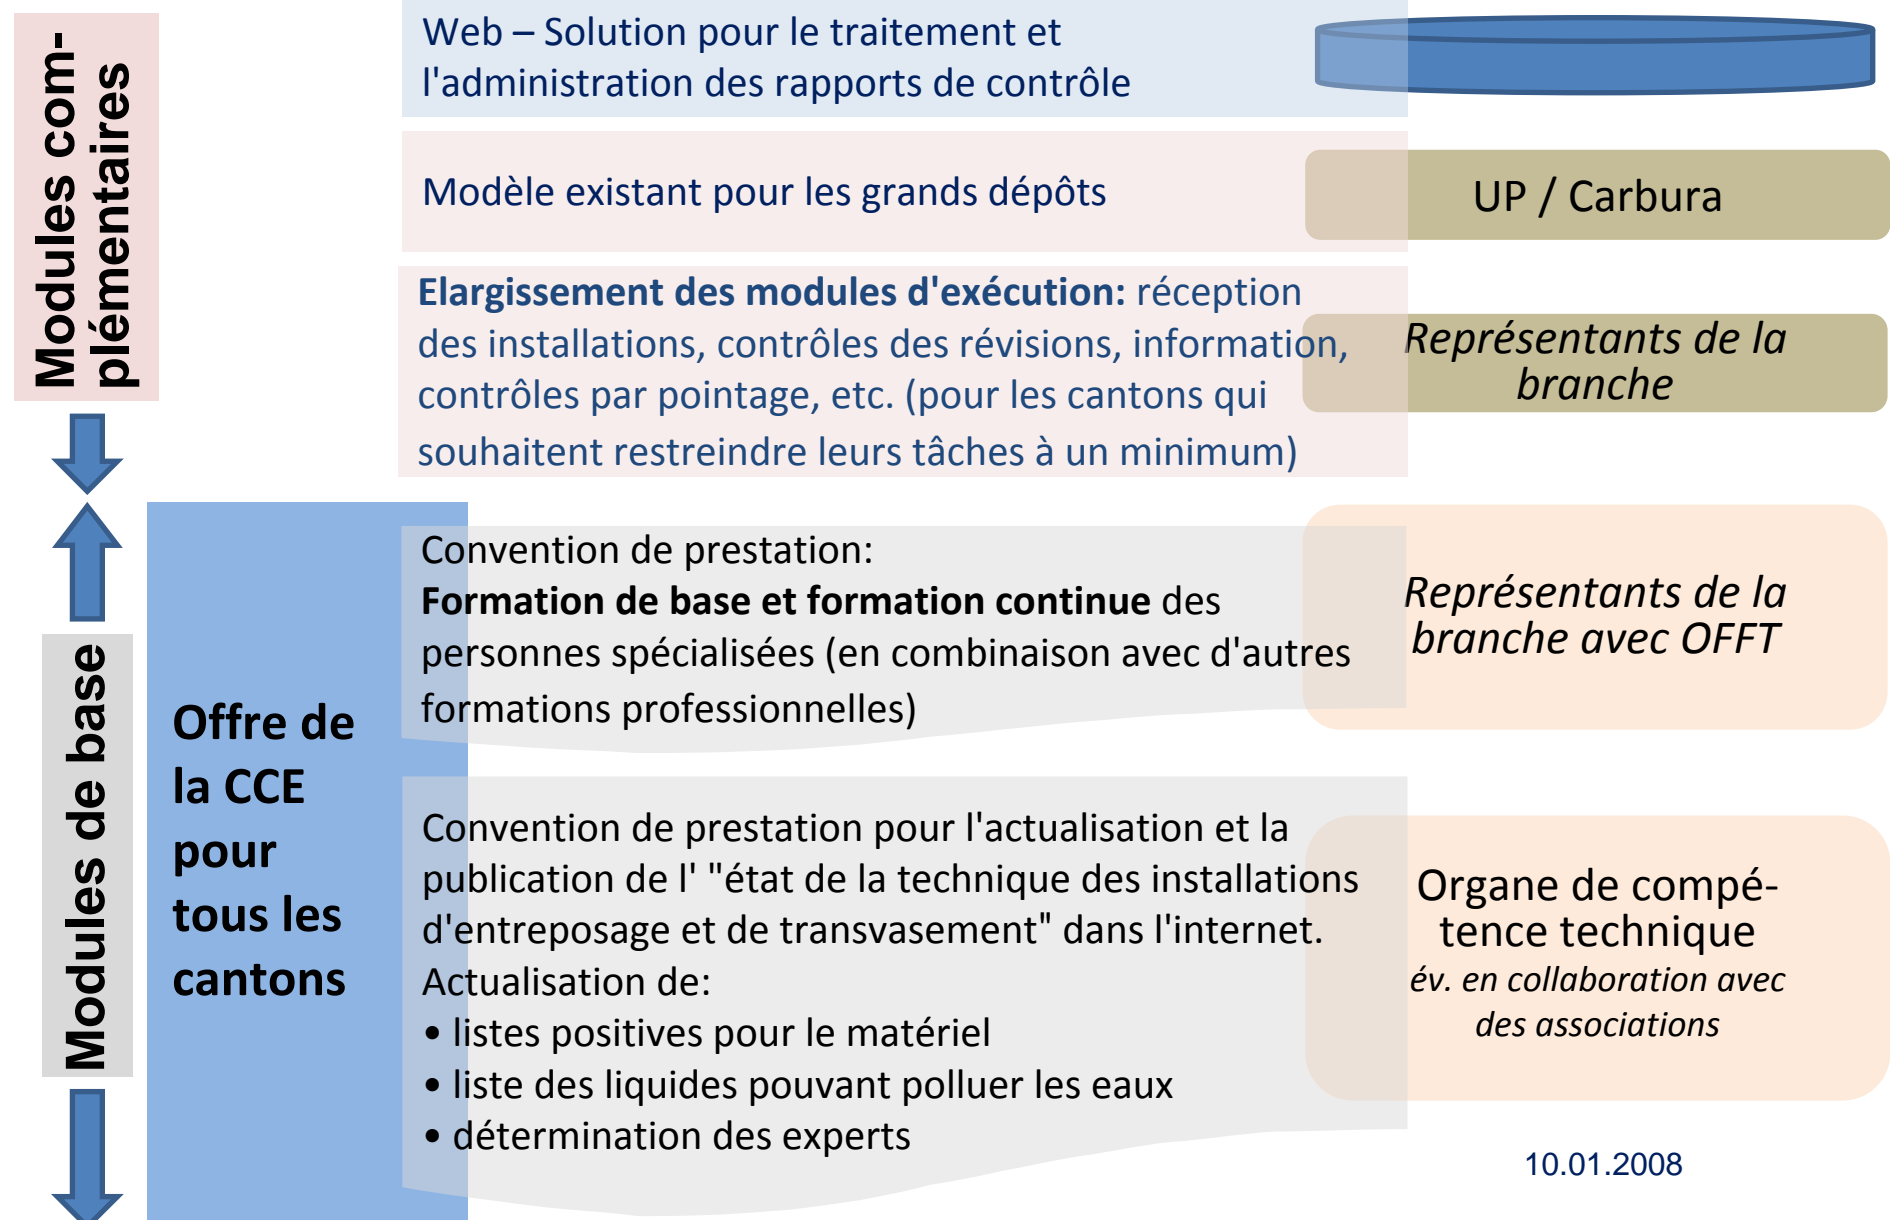 Modules com-
plémentaires
Web – Solution pour le traitement et
l'administration des rapports de contrôle
Modèle existant pour les grands dépôts
UP / Carbura
Elargissement des modules d'exécution: réception
des installations, contrôles des révisions, information,
contrôles par pointage, etc. (pour les cantons qui
souhaitent restreindre leurs tâches à un minimum)
Représentants de la
branche
Modules de base
Offre de
la CCE
pour
tous les
cantons
Convention de prestation:
Formation de base et formation continue des
personnes spécialisées (en combinaison avec d'autres
formations professionnelles)
Représentants de la
branche avec OFFT
Convention de prestation pour l'actualisation et la
publication de l' "état de la technique des installations
d'entreposage et de transvasement" dans l'internet.
Actualisation de:
• listes positives pour le matériel
• liste des liquides pouvant polluer les eaux
• détermination des experts
Organe de compé-
tence technique
év. en collaboration avec
des associations
10.01.2008